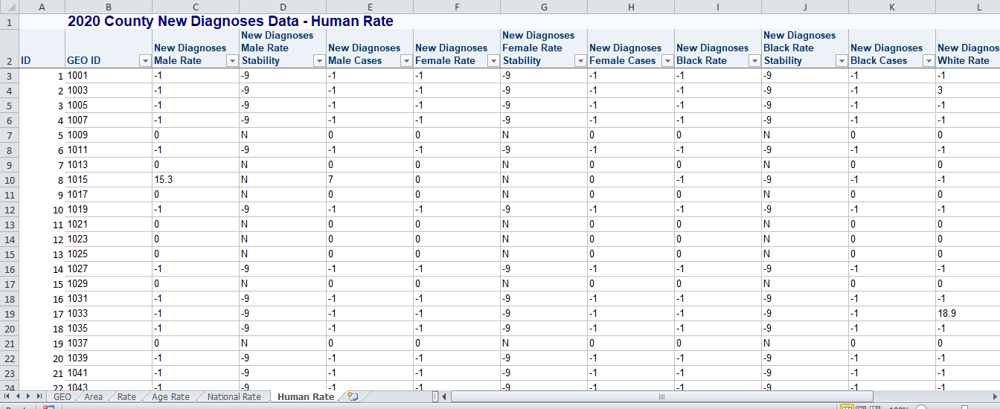 A B C D E F G H I J K L
1 2020 County New Diagnoses Data - Human Rate
2 ID GEO ID New Diagnoses Male Rate New Diagnoses Male Rate Stability New Diagnoses Male Cases New Diagnoses Female Rate New Diagnoses Female Rate Stability New Diagnoses Female Cases New Diagnoses Black Rate New Diagnoses Black Rate Stability New Diagnoses Black Cases New Diagnos White Rate
3 1 1001 -1 -9 -1 -1 -9 -1 -1 -9 -1 -1
4 2 1003 -1 -9 -1 -1 -9 -1 -1 -9 -1 3
5 3 1005 -1 -9 -1 -1 -9 -1 -1 -9 -1 -1
6 4 1007 -1 -9 -1 -1 -9 -1 -1 -9 -1 -1
7 5 1009 0 N 0 0 N 0 0 N 0 0
8 6 1011 -1 -9 -1 -1 -9 -1 -1 -9 -1 -1
9 7 1013 0 N 0 0 N 0 0 N 0 0
10 8 1015 15.3 N 7 0 N 0 -1 -9 -1 -1
11 9 1017 0 N 0 0 N 0 0 N 0 0
12 10 1019 -1 -9 -1 -1 -9 -1 -1 -9 -1 -1
13 11 1021 0 N 0 0 N 0 0 N 0 0
14 12 1023 0 N 0 0 N 0 0 N 0 0
15 13 1025 0 N 0 0 N 0 0 N 0 0
16 14 1027 -1 -9 -1 -1 -9 -1 -1 -9 -1 -1
17 15 1029 0 N 0 0 N 0 0 N 0 0
18 16 1031 -1 -9 -1 -1 -9 -1 -1 -9 -1 -1
19 17 1033 -1 -9 -1 -1 -9 -1 -1 -9 -1 18.9
20 18 1035 -1 -9 -1 -1 -9 -1 -1 -9 -1 -1
21 19 1037 0 N 0 0 N 0 0 N 0 0
22 20 1039 -1 -9 -1 -1 -9 -1 -1 -9 -1 -1
23 21 1041 -1 -9 -1 -1 -9 -1 -1 -9 -1 -1
24 22 1043 -1 -9 -1 -1 -9 -1 -1 -9 -1 -1
GEO Area Rate Age Rate National Rate Human Rate